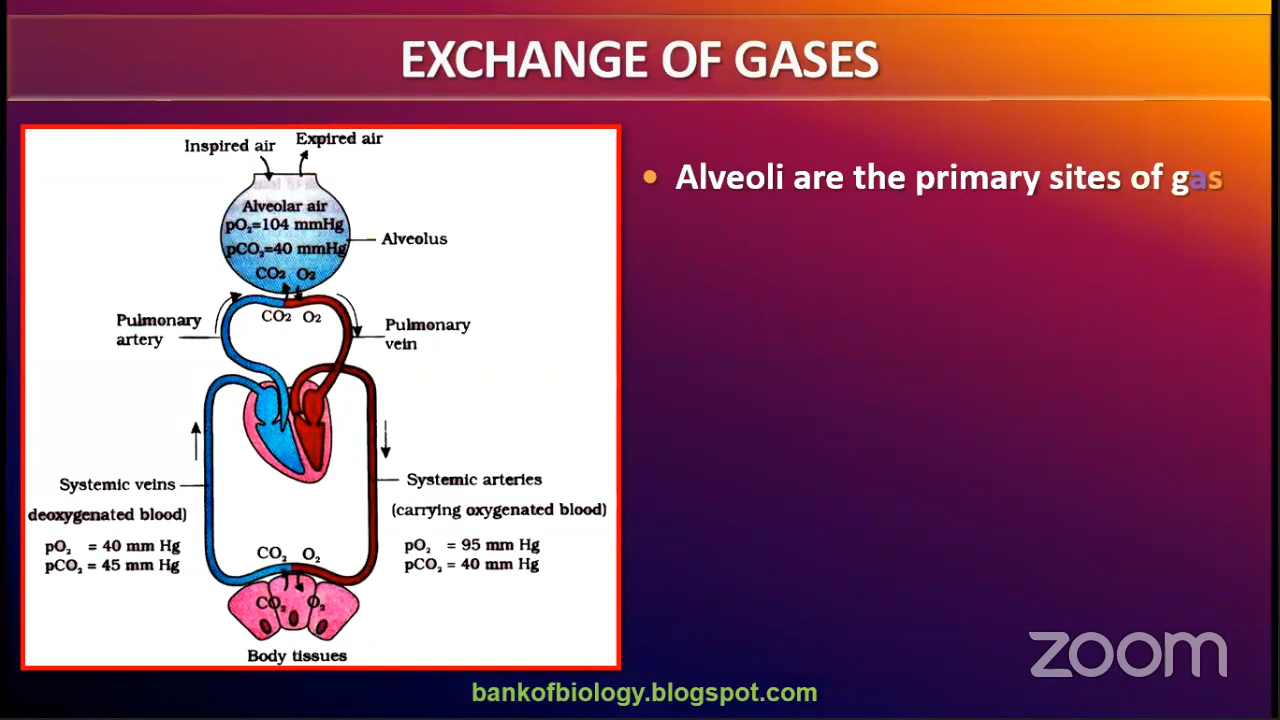 EXCHANGE OF GASES
Inspired air
Expired air
Alveolar air
pO₂=104 mmHg
pCO₂=40 mmHg
CO₂ O₂
Alveolus
CO₂ O₂
Pulmonary
artery
Pulmonary
vein
Systemic veins
deoxygenated blood)
pO₂ = 40 mm Hg
pCO₂ = 45 mm Hg
Systemic arteries
(carrying oxygenated blood)
pO₂ = 95 mm Hg
pCO₂ = 40 mm Hg
CO₂ O₂
CO₂ O₂
Body tissues
• Alveoli are the primary sites of gas
zoom
bankofbiology.blogspot.com